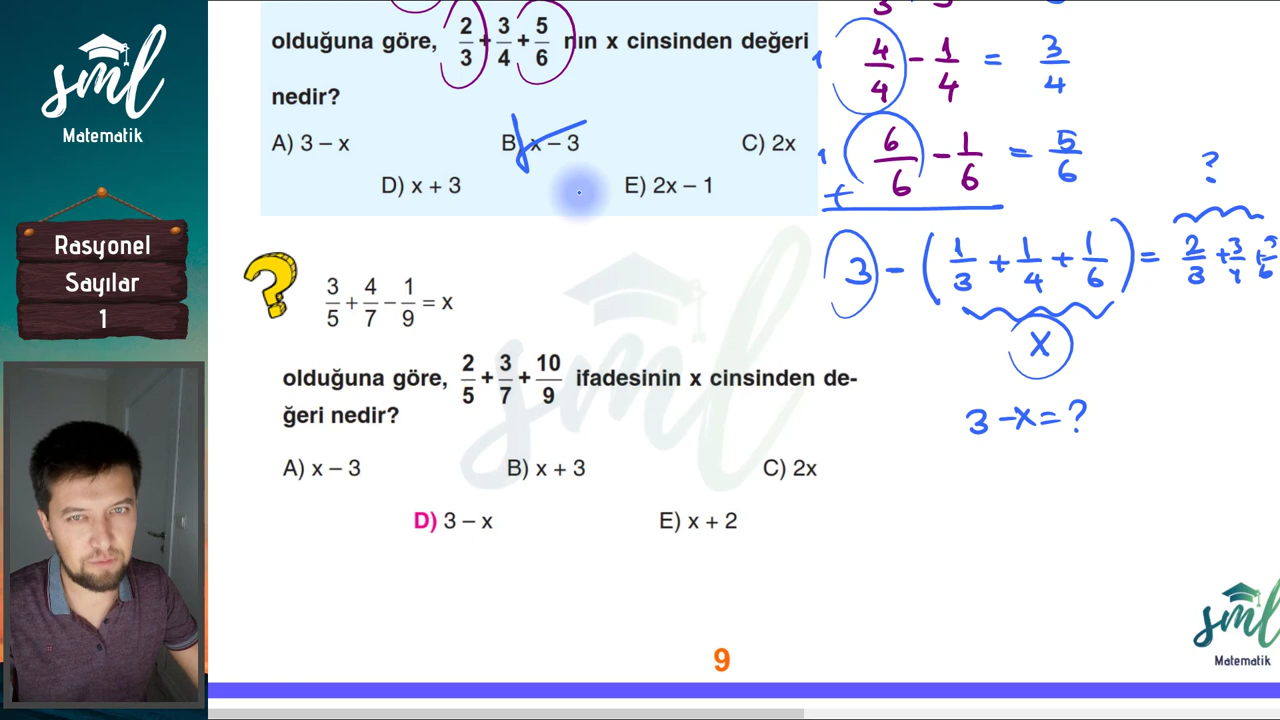 sml
Matematik
Rasyonel
Sayılar
1
olduğuna göre, 2/3 + 3/4 + 5/6 nın x cinsinden değeri
nedir?
A) 3 – x B) x – 3 C) 2x
D) x + 3 E) 2x – 1
3/5 + 4/7 − 1/9 = x
olduğuna göre, 2/5 + 3/7 + 10/9 ifadesinin x cinsinden de-
ğeri nedir?
A) x – 3 B) x + 3 C) 2x
D) 3 – x E) x + 2
9
4/4 - 1/4 = 3/4
6/6 - 1/6 = 5/6
+
?
3 - (1/3 + 1/4 + 1/6) = 2/3 + 3/4 +
x
3 - x = ?
sml
sml
Matematik